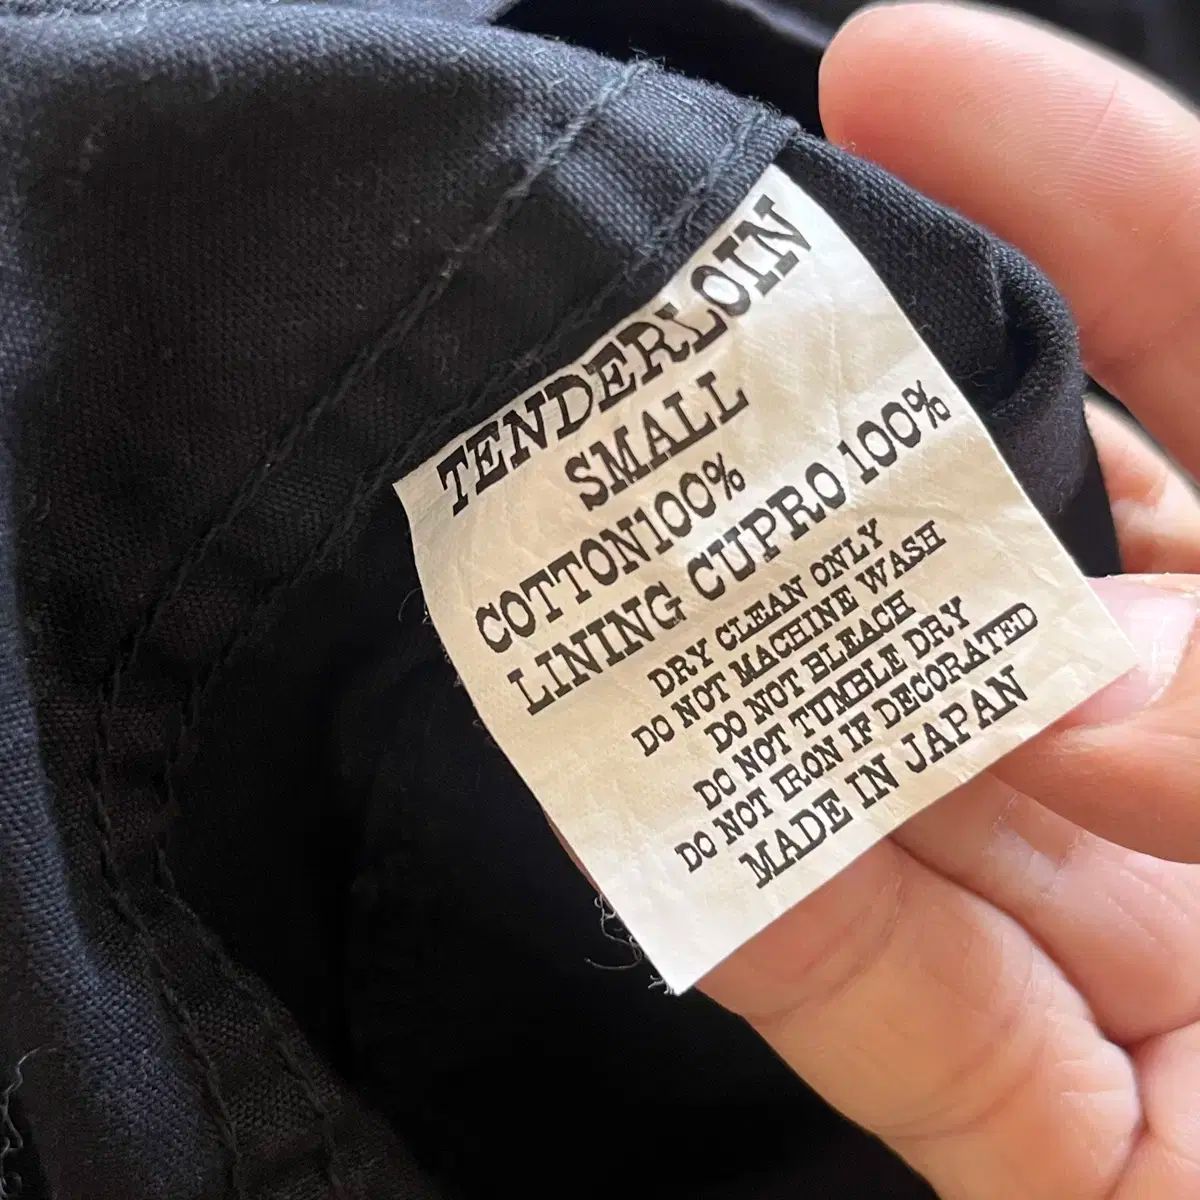 TENDERLOIN
SMALL
COTTON100%
LINING CUPRO 100%
DRY CLEAN ONLY
DO NOT MACHINE WASH
DO NOT BLEACH
DO NOT TUMBLE DRY
DO NOT IRON IF DECORATED
MADE IN JAPAN